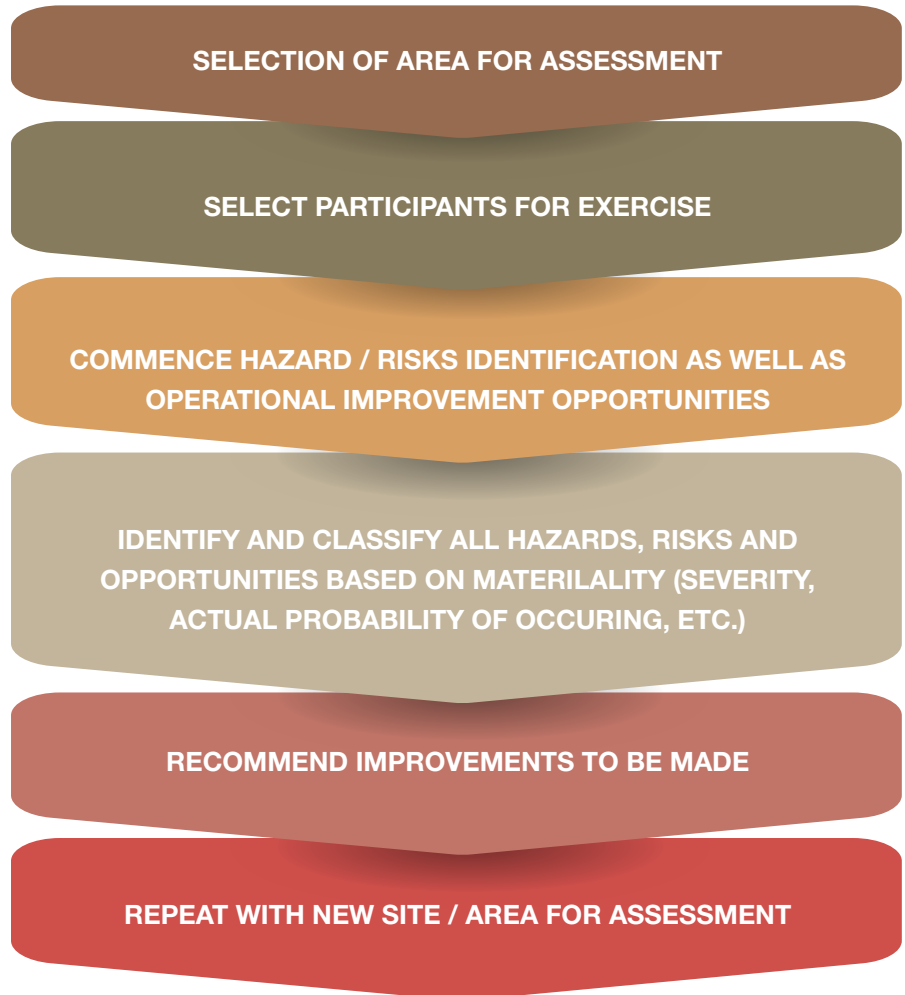 SELECTION OF AREA FOR ASSESSMENT
SELECT PARTICIPANTS FOR EXERCISE
COMMENCE HAZARD / RISKS IDENTIFICATION AS WELL AS
OPERATIONAL IMPROVEMENT OPPORTUNITIES
IDENTIFY AND CLASSIFY ALL HAZARDS, RISKS AND
OPPORTUNITIES BASED ON MATERILALITY (SEVERITY,
ACTUAL PROBABILITY OF OCCURING, ETC.)
RECOMMEND IMPROVEMENTS TO BE MADE
REPEAT WITH NEW SITE / AREA FOR ASSESSMENT